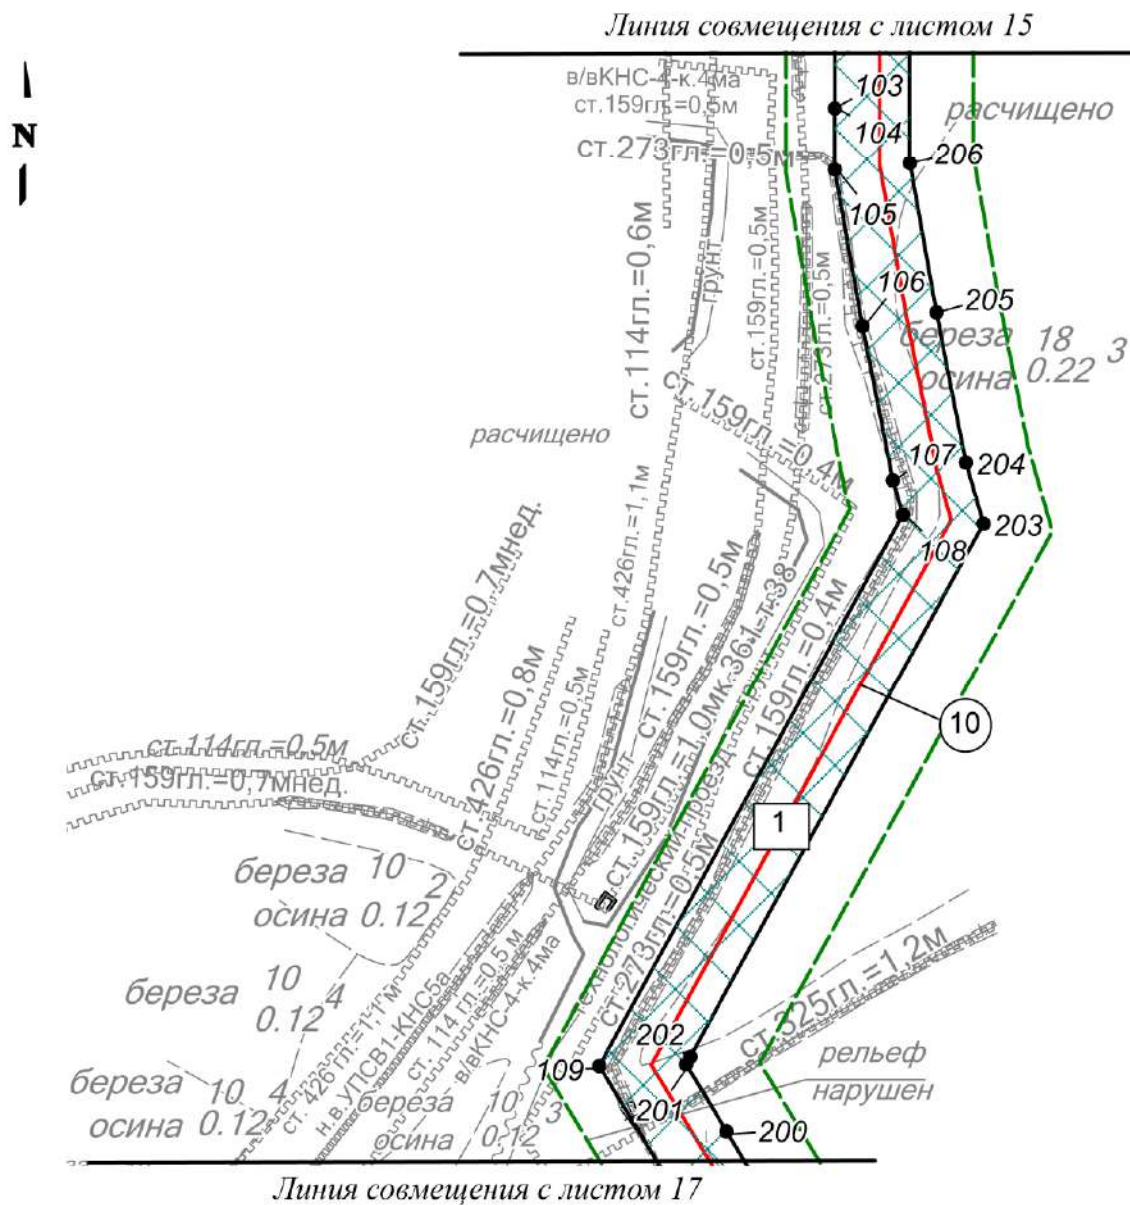 Линия совмещения с листом 15
N
в/вКНС-4-к.4ма
ст.159гл.=0,5м
ст.273гл.=0,5м
103
104
расчищено
206
105
ст.114гл.=0,6м
грунт
ст.159гл.=0,5м
ст.273гл.=0,5м
106
205
береза 18 3
осина 0.22
ст.159гл.=0,4м
расчищено
107
204
203
108
ст.426гл.=1,1м
ст.159гл.=0,7мнед.
ст.159гл.=0,5м
ст.159гл.=0,4м
ст.426гл.=0,8м
ст.114гл.=0,5м
ст.159гл.=1,0мк.361-т.38
10
ст.114гл.=0,5м
ст.159гл.=0,7мнед.
грунт
технологический проезд
1
береза 10 2
осина 0.12
ст.273гл.=0,5м
ст.325гл.=1,2м
береза 10 4
0.12
ст.426гл.=1,1м
н.в.УПСВ1-КНС5а
ст. 114 гл.=0,5 м
в/вКНС-4-к.4ма
202
109
201
200
рельеф
нарушен
береза 10 4
осина 0.12
береза 10 3
осина 0.12
Линия совмещения с листом 17